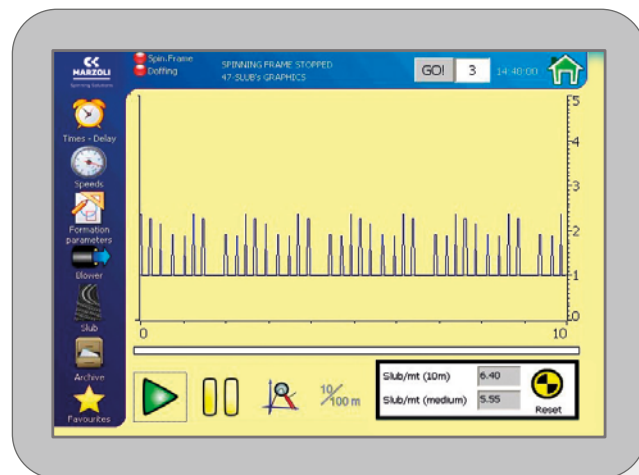 MARZOLI
Spinning Solutions
Spin.Frame
Doffing
SPINNING FRAME STOPPED
47-SLUB's GRAPHICS
GO!
3
14:40:00
Times - Delay
Speeds
Formation
parameters
Blower
Slub
Archive
Favourites
5
4
3
2
1
0
0
10
10/100 m
Slub/mt (10m)
6.40
Slub/mt (medium)
5.55
Reset